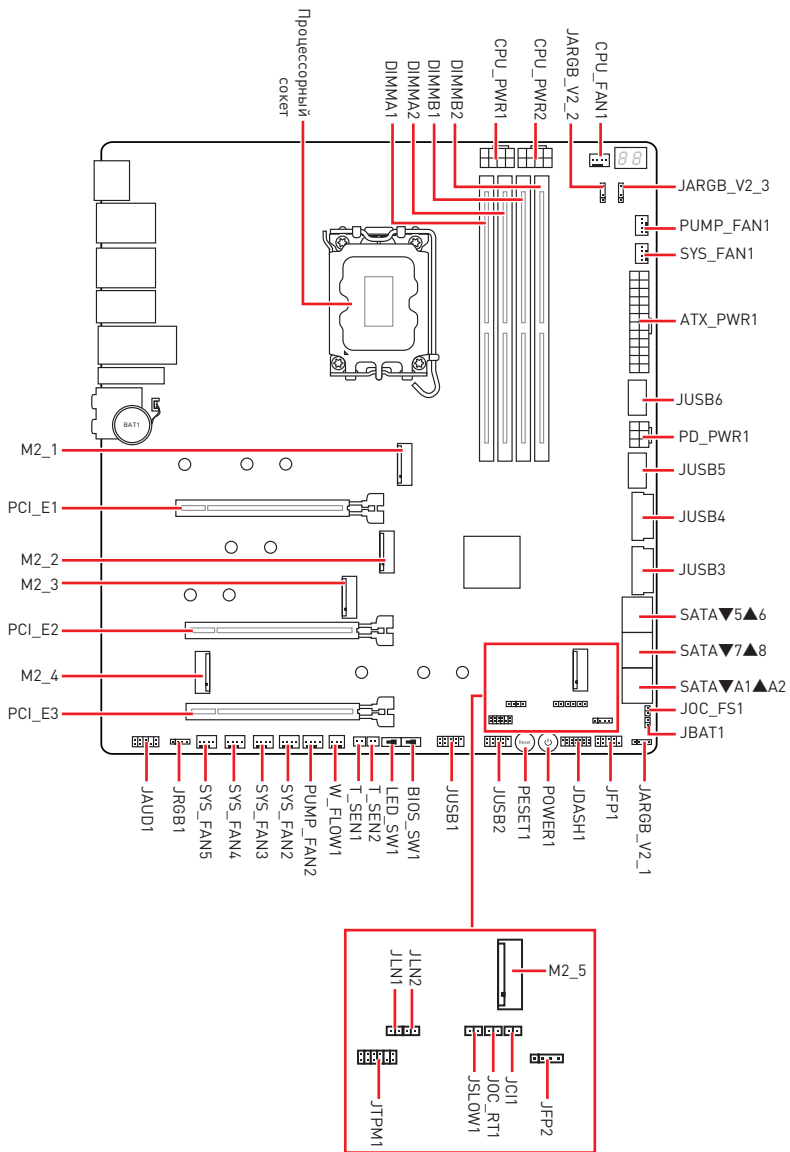 Процессорный
сокет
DIMMA1
DIMMA2
DIMMB1
DIMMB2
CPU_PWR1
CPU_PWR2
JARGB_V2_2
CPU_FAN1
88
JARGB_V2_3
PUMP_FAN1
SYS_FAN1
ATX_PWR1
JUSB6
PD_PWR1
JUSB5
JUSB4
JUSB3
SATA▼5▲6
SATA▼7▲8
SATA▼A1▲A2
JOC_FS1
JBAT1
BAT1
M2_1
PCI_E1
M2_2
M2_3
PCI_E2
M2_4
PCI_E3
Reset
JAUD1
JRGB1
SYS_FAN5
SYS_FAN4
SYS_FAN3
SYS_FAN2
PUMP_FAN2
W_FLOW1
T_SEN1
T_SEN2
LED_SW1
BIOS_SW1
JUSB1
JUSB2
PESET1
POWER1
JDASH1
JFP1
JARGB_V2_1
M2_5
JLN1
JLN2
JTPM1
JSLOW1
JOC_RT1
JCI1
JFP2